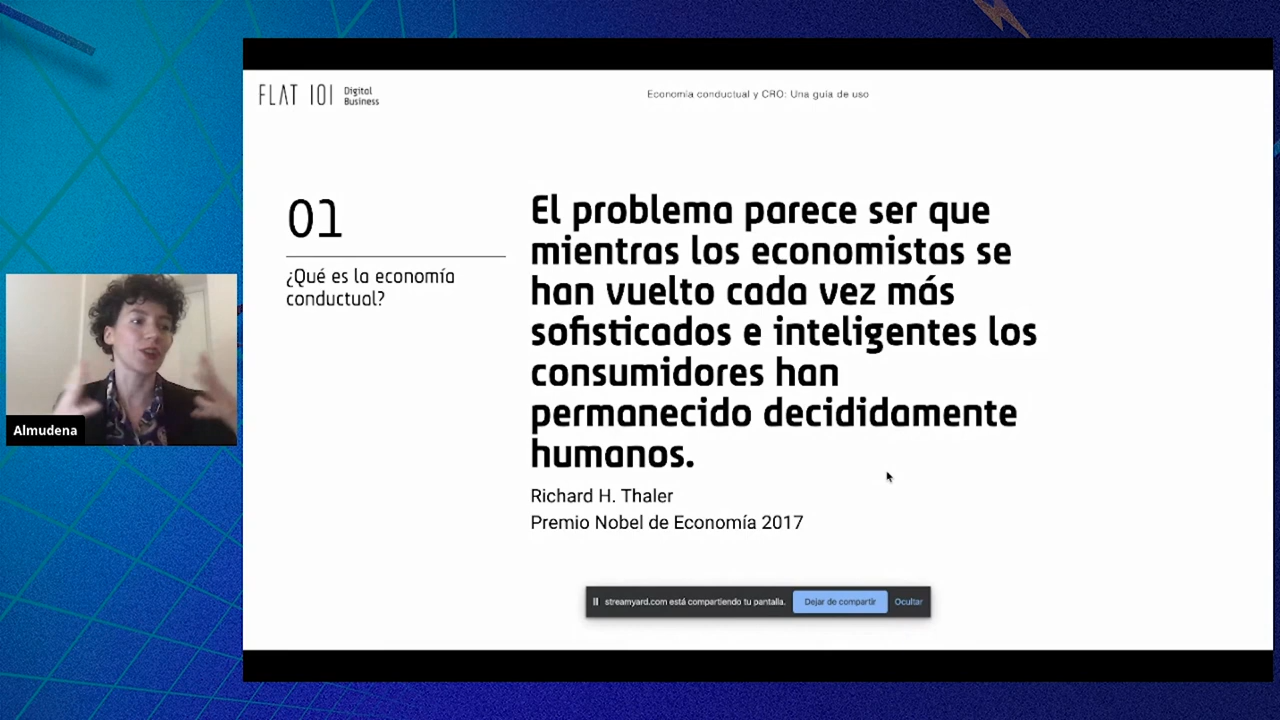 FLAT 101
Digital
Business
Economía conductual y CRO: Una guía de uso
01
¿Qué es la economía
conductual?
El problema parece ser que
mientras los economistas se
han vuelto cada vez más
sofisticados e inteligentes los
consumidores han
permanecido decididamente
humanos.
Richard H. Thaler
Premio Nobel de Economía 2017
Almudena
streamyard.com está compartiendo tu pantalla.
Dejar de compartir
Ocultar